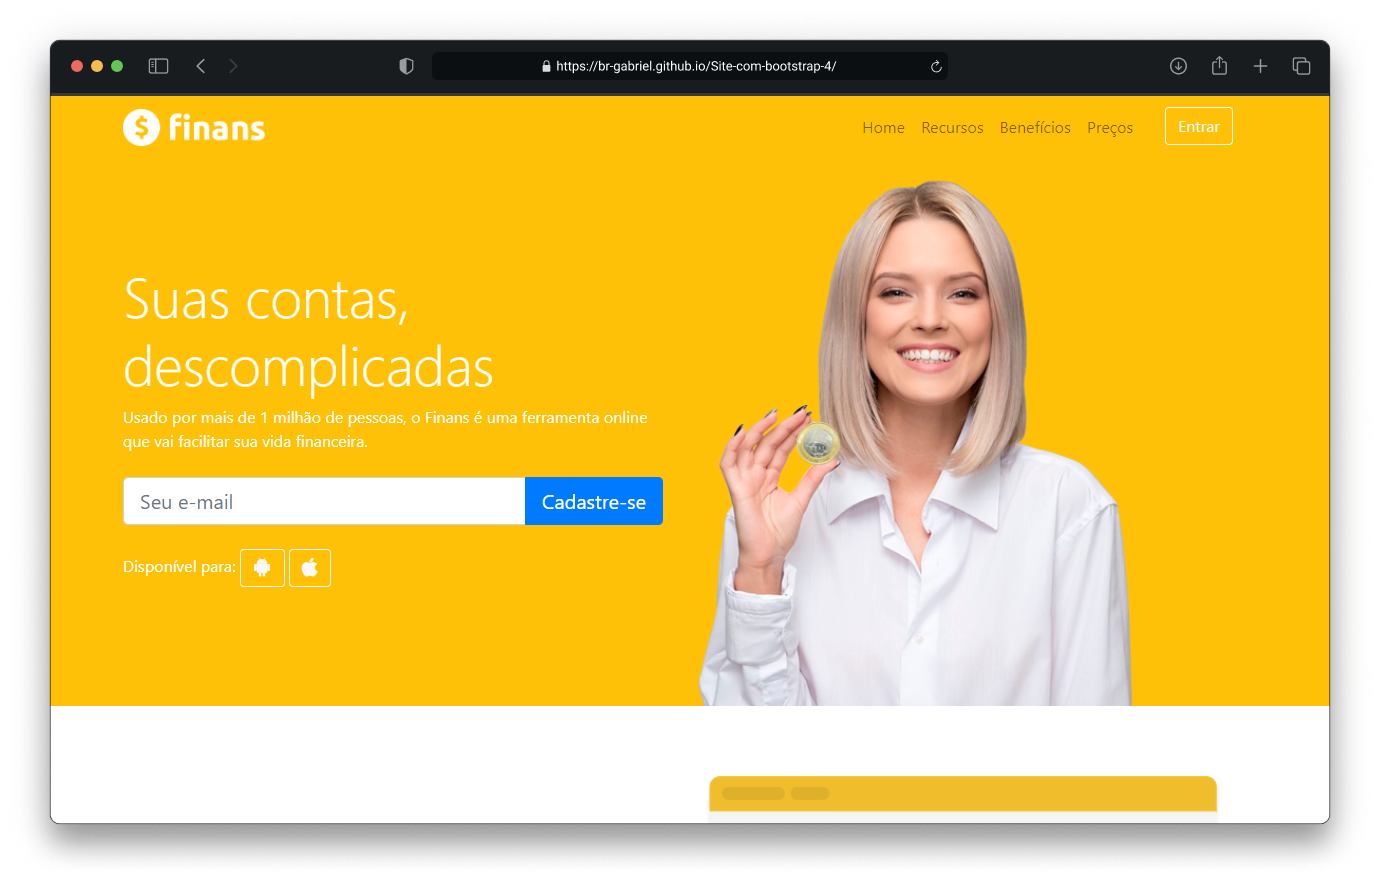 https://br-gabriel.github.io/Site-com-bootstrap-4/
$ finans
Home Recursos Benefícios Preços Entrar
Suas contas,
descomplicadas
Usado por mais de 1 milhão de pessoas, o Finans é uma ferramenta online
que vai facilitar sua vida financeira.
Seu e-mail Cadastre-se
Disponível para: